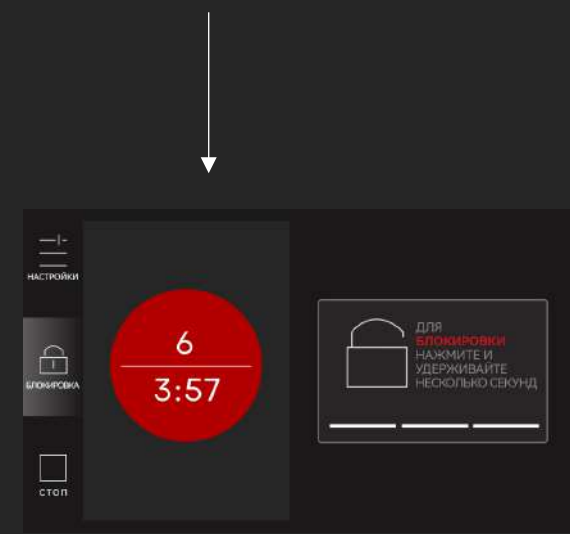 НАСТРОЙКИ
БЛОКИРОВКА
СТОП
6
3:57
ДЛЯ
БЛОКИРОВКИ
НАЖМИТЕ И
УДЕРЖИВАЙТЕ
НЕСКОЛЬКО СЕКУНД